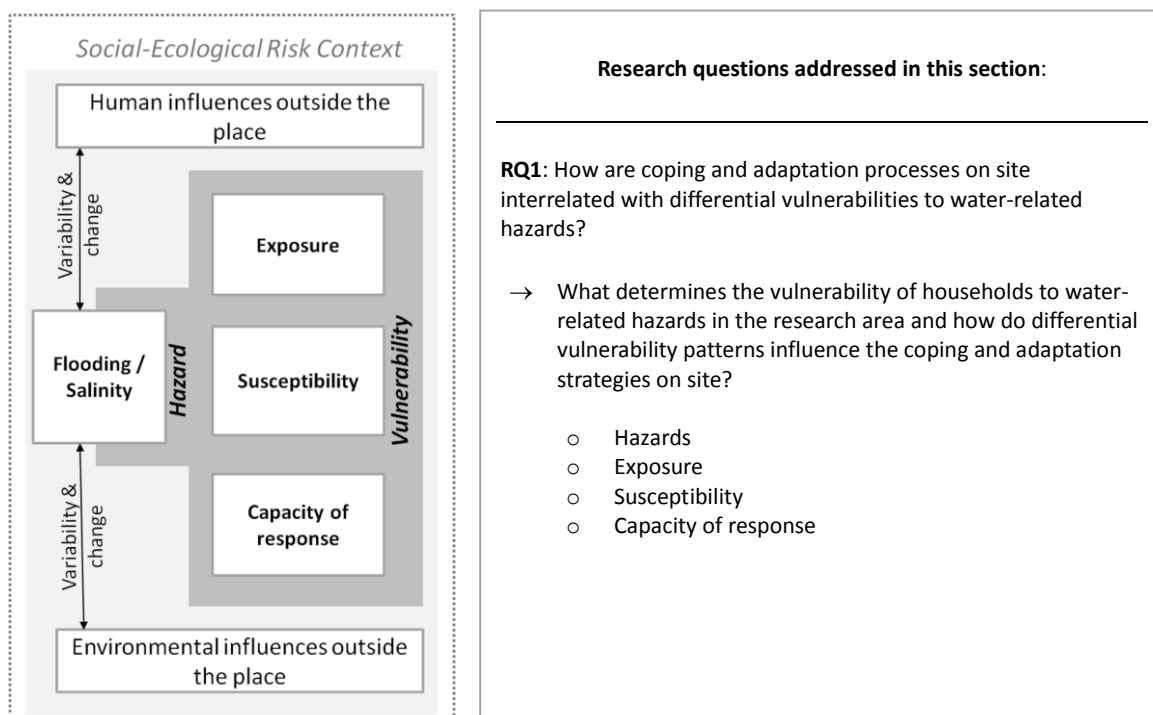 Social-Ecological Risk Context
Human influences outside the
place
Variability &
change
Exposure
Flooding /
Salinity
Hazard
Susceptibility
Vulnerability
Capacity of
response
Variability &
change
Environmental influences outside
the place
Research questions addressed in this section:
RQ1: How are coping and adaptation processes on site
interrelated with differential vulnerabilities to water-related
hazards?
→ What determines the vulnerability of households to water-
related hazards in the research area and how do differential
vulnerability patterns influence the coping and adaptation
strategies on site?
o Hazards
o Exposure
o Susceptibility
o Capacity of response